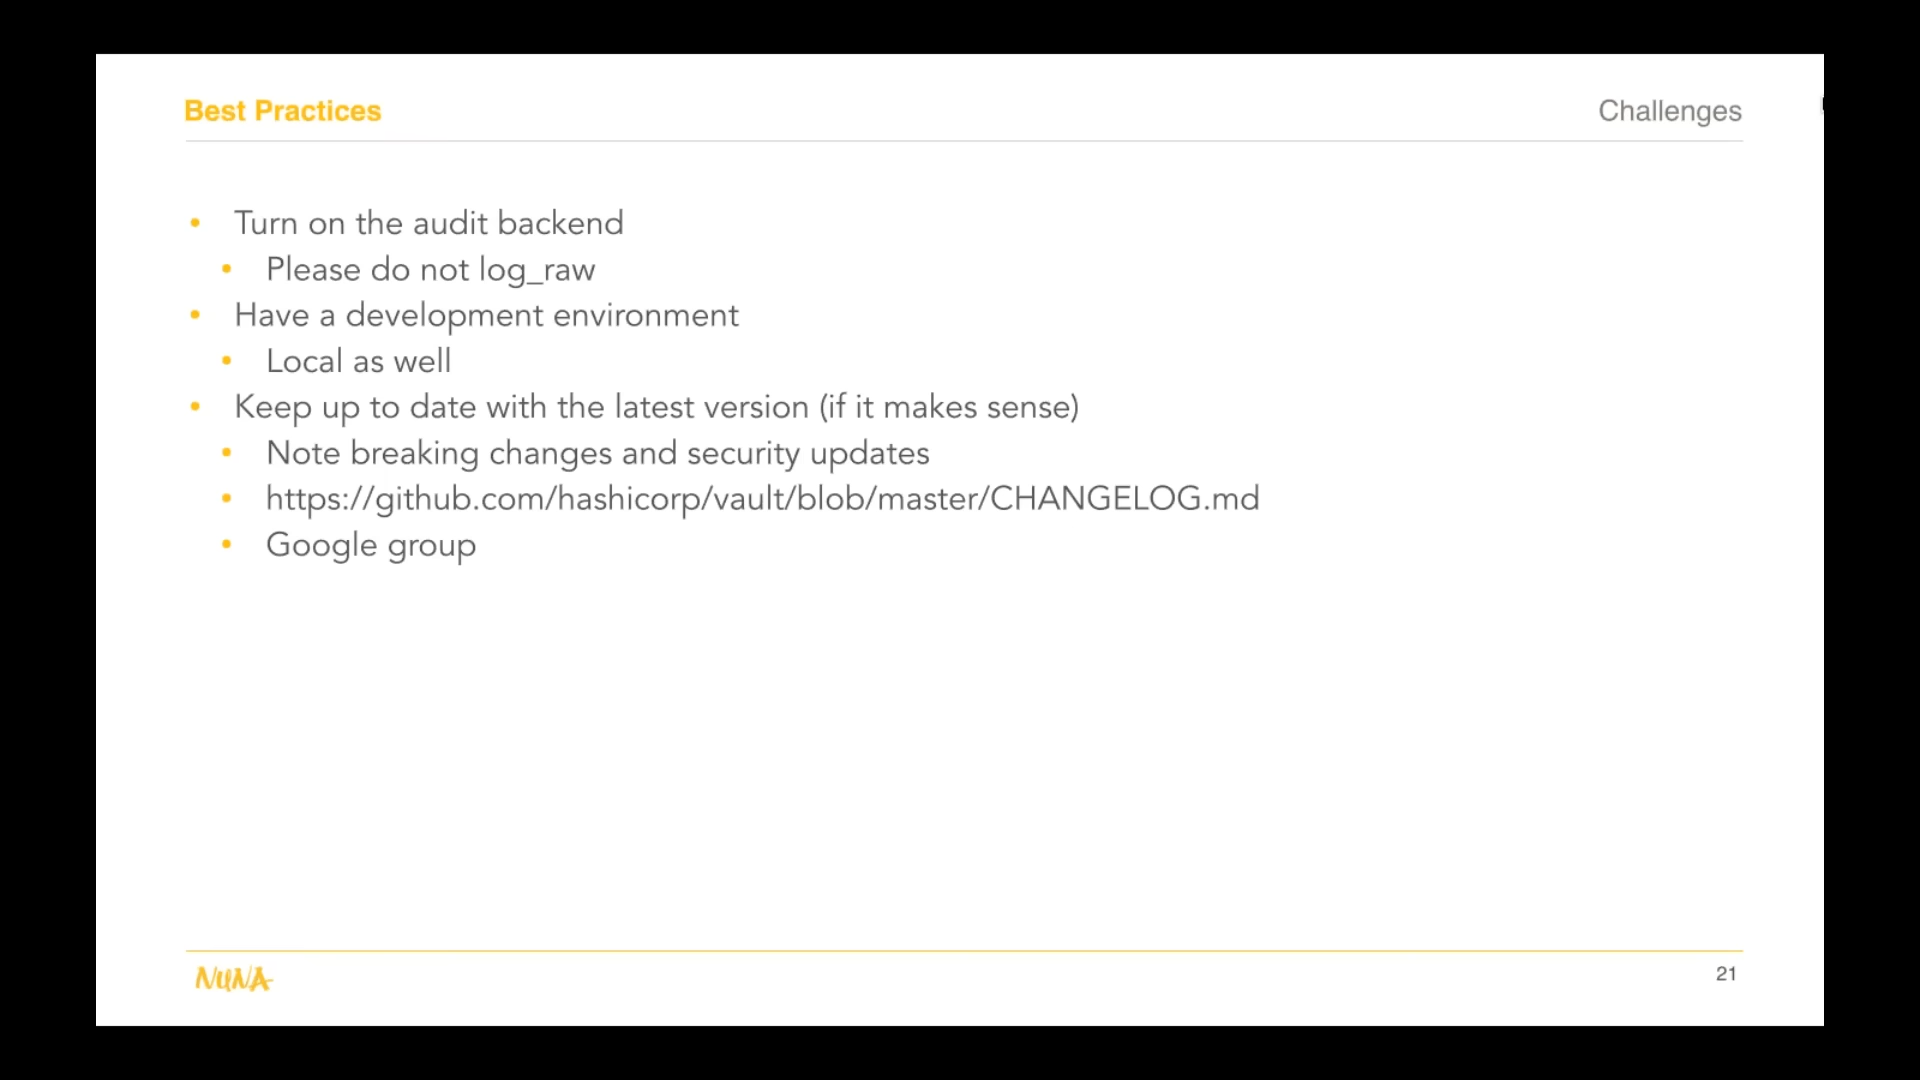 Best Practices
Challenges
• Turn on the audit backend
• Please do not log_raw
• Have a development environment
• Local as well
• Keep up to date with the latest version (if it makes sense)
• Note breaking changes and security updates
• https://github.com/hashicorp/vault/blob/master/CHANGELOG.md
• Google group
NUNA
21